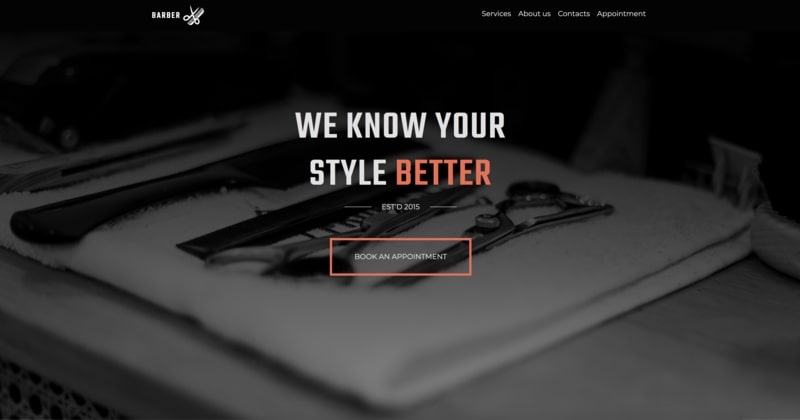 BARBER
Services About us Contacts Appointment
WE KNOW YOUR
STYLE BETTER
EST'D 2015
BOOK AN APPOINTMENT